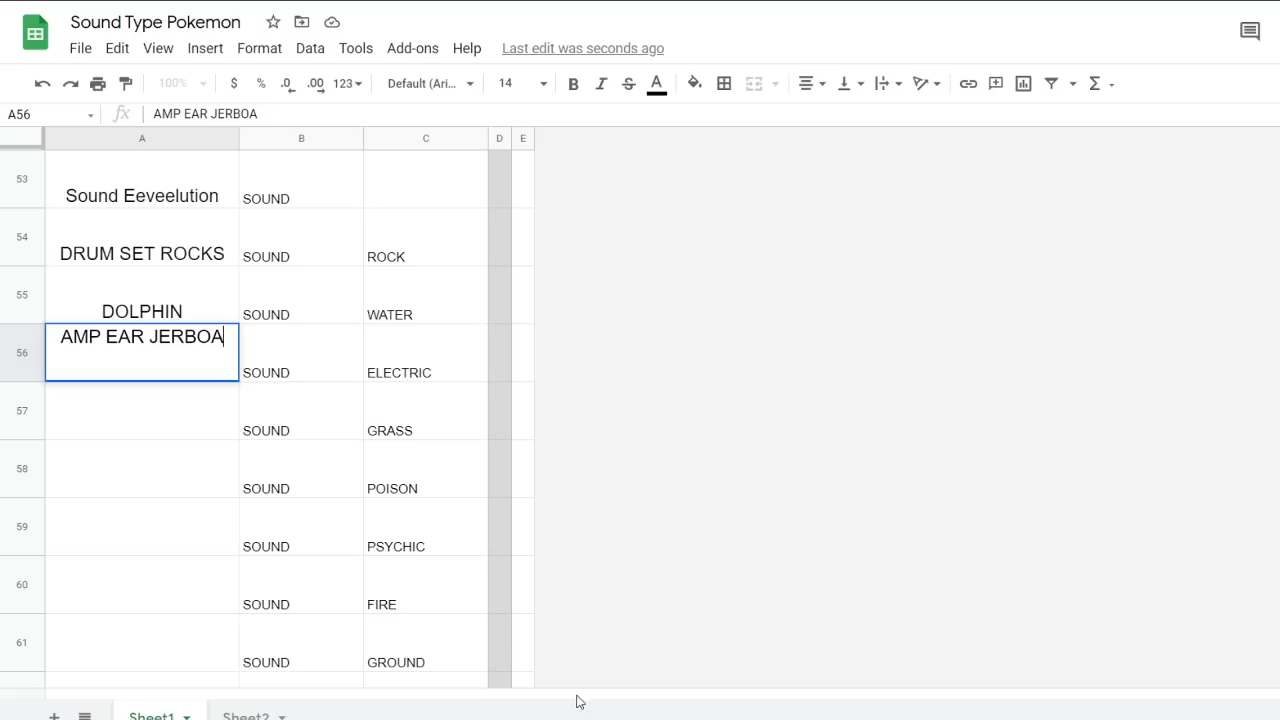 Sound Type Pokemon
File Edit View Insert Format Data Tools Add-ons Help Last edit was seconds ago
100% $ % .0 .00 123 Default (Ari... 14 B I S A Σ
A56 fx AMP EAR JERBOA
A B C D E
53 Sound Eeveelution SOUND
54 DRUM SET ROCKS SOUND ROCK
55 DOLPHIN SOUND WATER
56 AMP EAR JERBOA SOUND ELECTRIC
57 SOUND GRASS
58 SOUND POISON
59 SOUND PSYCHIC
60 SOUND FIRE
61 SOUND GROUND
+ Sheet1 Sheet2